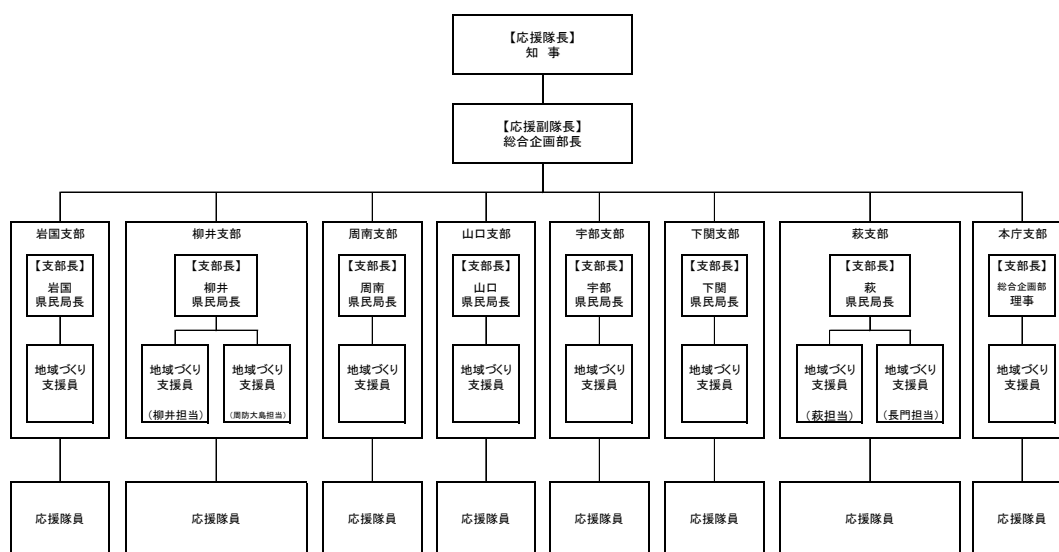 【応援隊長】
知 事
【応援副隊長】
総合企画部長
岩国支部
【支部長】
岩国
県民局長
地域づくり
支援員
応援隊員
柳井支部
【支部長】
柳井
県民局長
地域づくり
支援員
（柳井担当）
地域づくり
支援員
（周防大島担当）
応援隊員
周南支部
【支部長】
周南
県民局長
地域づくり
支援員
応援隊員
山口支部
【支部長】
山口
県民局長
地域づくり
支援員
応援隊員
宇部支部
【支部長】
宇部
県民局長
地域づくり
支援員
応援隊員
下関支部
【支部長】
下関
県民局長
地域づくり
支援員
応援隊員
萩支部
【支部長】
萩
県民局長
地域づくり
支援員
（萩担当）
地域づくり
支援員
（長門担当）
応援隊員
本庁支部
【支部長】
総合企画部
理事
地域づくり
支援員
応援隊員